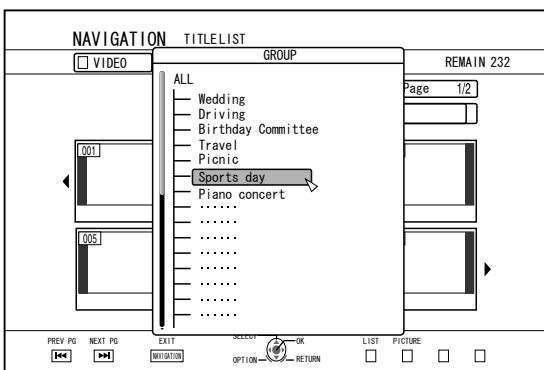 NAVIGATION TITLELIST
VIDEO
GROUP
REMAIN 232
Page 1/2
ALL
Wedding
Driving
Birthday Committee
Travel
Picnic
Sports day
Piano concert
......
......
......
......
......
......
......
......
001
005
PREV PG NEXT PG EXIT SELECT OK LIST PICTURE
NAVIGATION OPTION RETURN